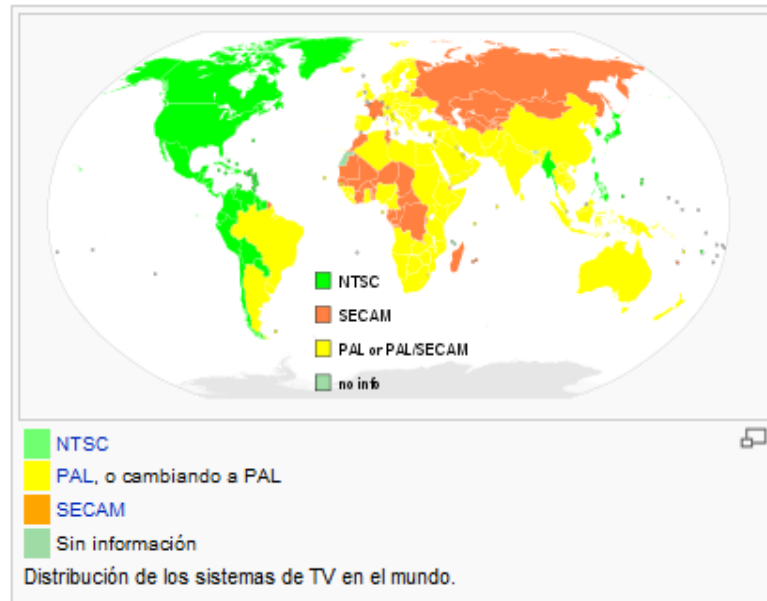 NTSC
SECAM
PAL or PAL/SECAM
no info
NTSC
PAL, o cambiando a PAL
SECAM
Sin información
Distribución de los sistemas de TV en el mundo.